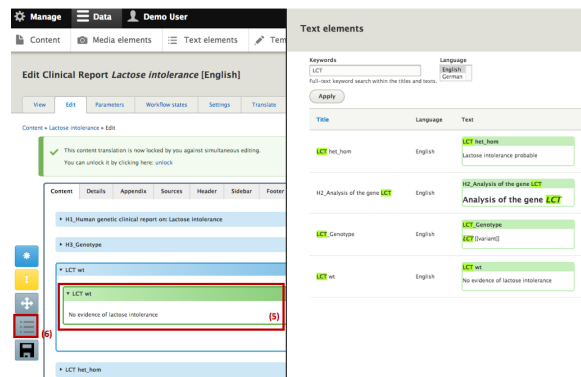 Manage Data Demo User
Content Media elements Text elements Tem
Edit Clinical Report Lactose intolerance [English]
View Edit Parameters Workflow states Settings Translate
Content » Lactose intolerance » Edit
This content translation is now locked by you against simultaneous editing.
You can unlock it by clicking here: unlock
Content Details Appendix Sources Header Sidebar Footer
H1_Human genetic clinical report on: Lactose intolerance
H3_Genotype
LCT wt
LCT wt
No evidence of lactose intolerance
(5)
(6)
LCT het_hom
Text elements
Keywords Language
LCT English
German
Full-text keyword search within the titles and texts.
Apply
Title Language Text
LCT het_hom English LCT het_hom
Lactose intolerance probable
H2_Analysis of the gene LCT English H2_Analysis of the gene LCT
Analysis of the gene LCT
LCT_Genotype English LCT_Genotype
LCT [[variant]]
LCT wt English LCT wt
No evidence of lactose intolerance